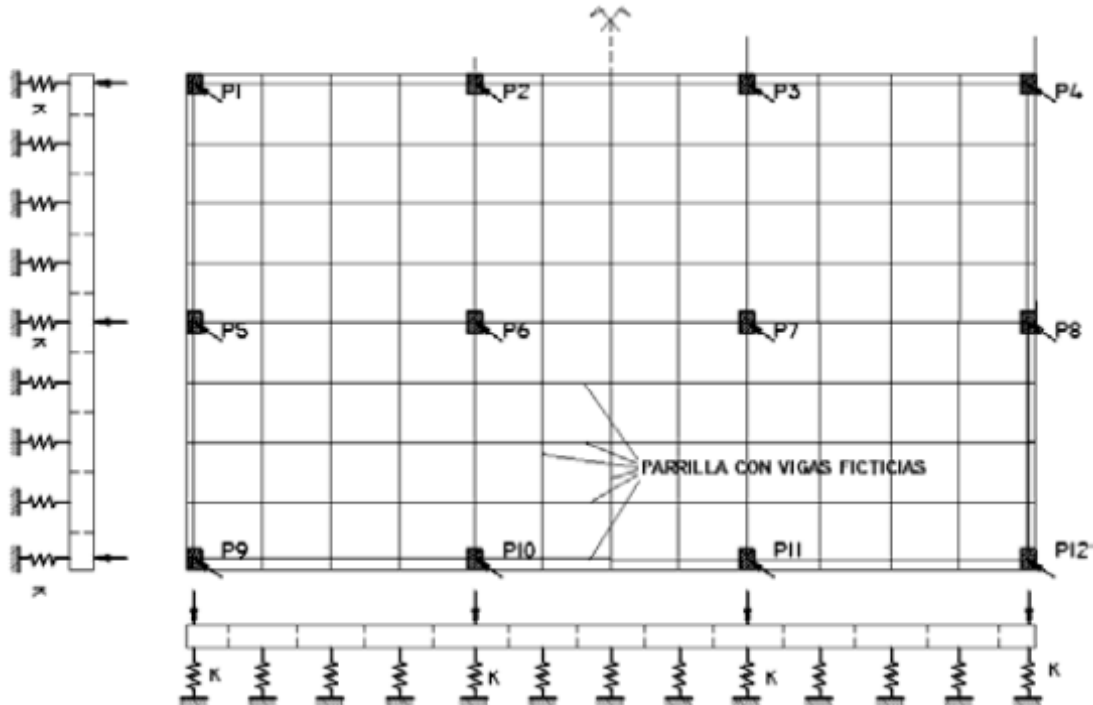 P1
P2
P3
P4
K
P5
P6
P7
P8
K
PARRILLA CON VIGAS FICTICIAS
P9
P10
P11
P12
K
K
K
K
K